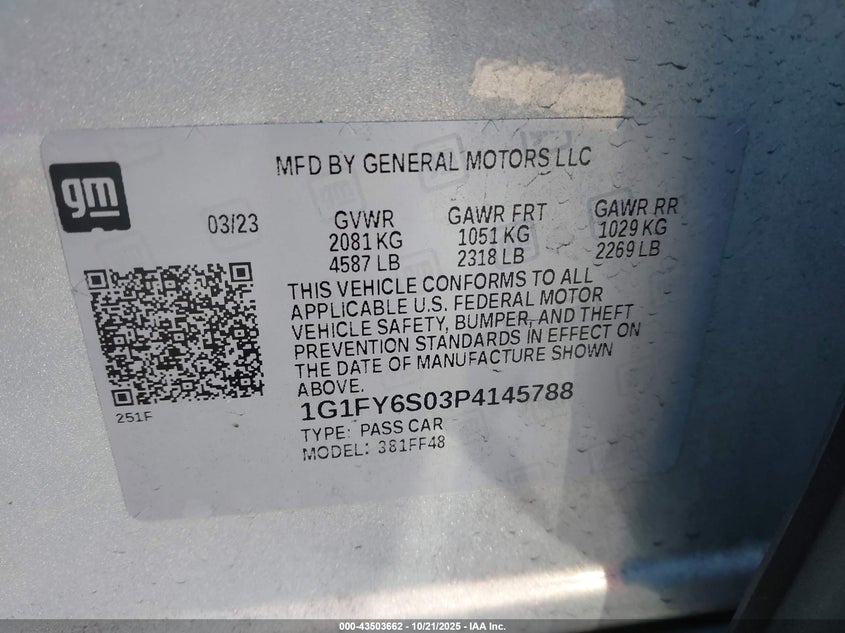 gm
MFD BY GENERAL MOTORS LLC
03/23
GVWR
2081 KG
4587 LB
GAWR FRT
1051 KG
2318 LB
GAWR RR
1029 KG
2269 LB
THIS VEHICLE CONFORMS TO ALL
APPLICABLE U.S. FEDERAL MOTOR
VEHICLE SAFETY, BUMPER, AND THEFT
PREVENTION STANDARDS IN EFFECT ON
THE DATE OF MANUFACTURE SHOWN
ABOVE.
251F
1G1FY6S03P4145788
TYPE: PASS CAR
MODEL: 381FF48
000-43503662 - 10/21/2025 - IAA Inc.